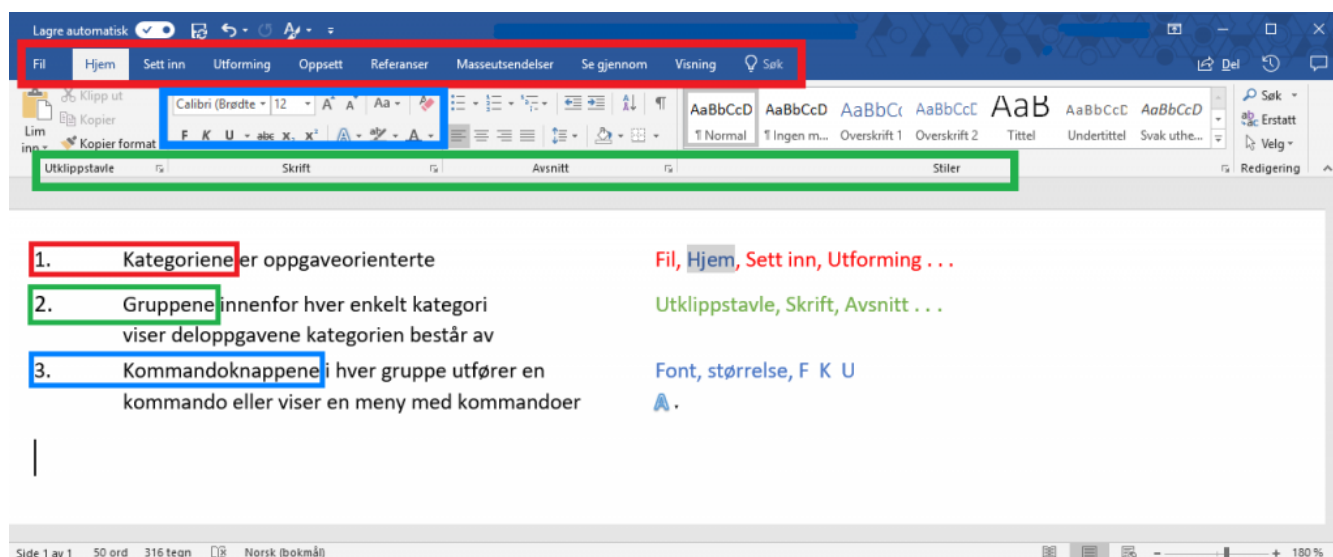 Lagre automatisk
Fil Hjem Sett inn Utforming Oppsett Referanser Masseutsendelser Se gjennom Visning Søk Del
Lim inn
Klipp ut
Kopier
Kopier format
Calibri (Brødte 12 A A Aa
F K U abc x, x² A ab A
AaBbCcD AaBbCcD AaBbC( AaBbCcC AaB AaBbCcC AaBbCcD
¶ Normal ¶ Ingen m... Overskrift 1 Overskrift 2 Tittel Undertittel Svak uthe...
Søk
Erstatt
Velg
Utklippstavle Skrift Avsnitt Stiler Redigering
1. Kategoriene er oppgaveorienterte Fil, Hjem, Sett inn, Utforming . . .
2. Gruppene innenfor hver enkelt kategori Utklippstavle, Skrift, Avsnitt . . .
viser deloppgavene kategorien består av
3. Kommandoknappene i hver gruppe utfører en Font, størrelse, F K U
kommando eller viser en meny med kommandoer A .
Side 1 av 1 50 ord 316 tegn Norsk (bokmål) 180 %